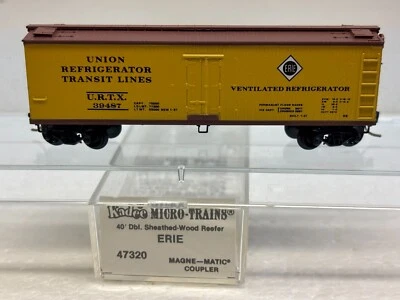 UNION
REFRIGERATOR
TRANSIT LINES
U.R.T.X.
39487
ERIE
VENTILATED REFRIGERATOR
Kadee MICRO-TRAINS®
40' Dbl. Sheathed-Wood Reefer
ERIE
47320
MAGNE—MATIC®
COUPLER